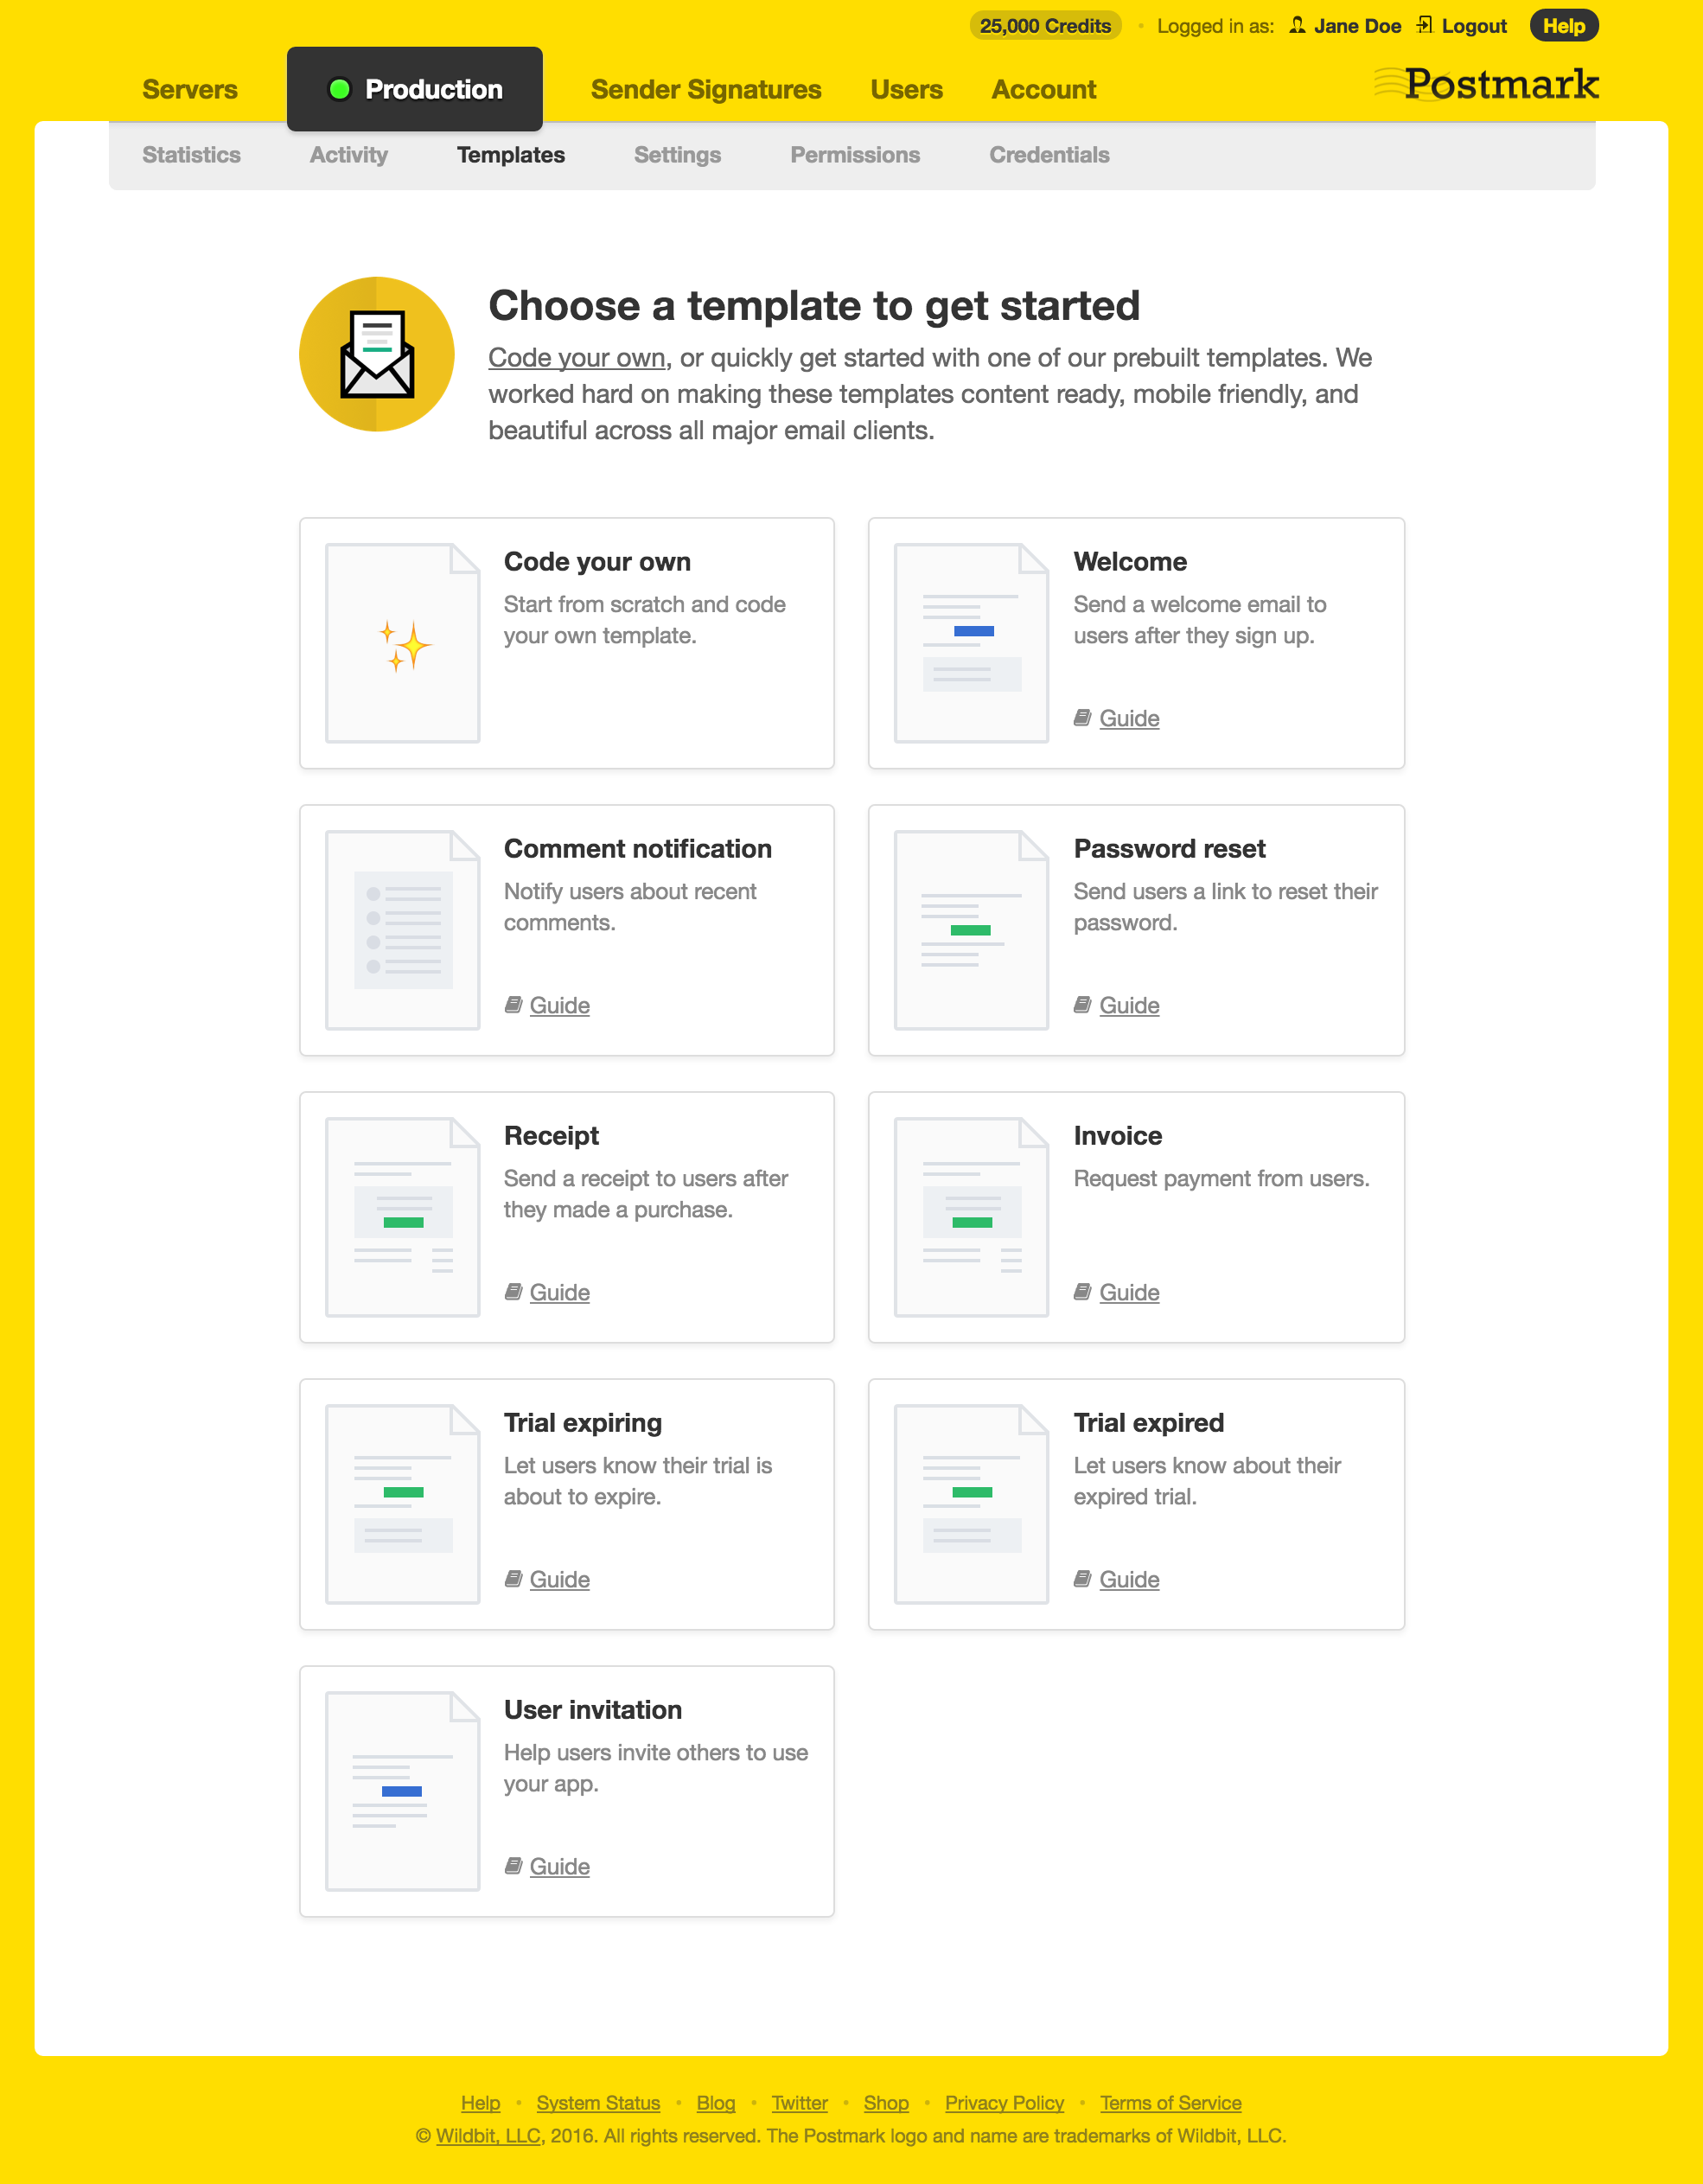 25,000 Credits • Logged in as: Jane Doe Logout Help
Servers Production Sender Signatures Users Account Postmark
Statistics Activity Templates Settings Permissions Credentials
Choose a template to get started
Code your own, or quickly get started with one of our prebuilt templates. We
worked hard on making these templates content ready, mobile friendly, and
beautiful across all major email clients.
Code your own
Start from scratch and code
your own template.
Welcome
Send a welcome email to
users after they sign up.
Guide
Comment notification
Notify users about recent
comments.
Guide
Password reset
Send users a link to reset their
password.
Guide
Receipt
Send a receipt to users after
they made a purchase.
Guide
Invoice
Request payment from users.
Guide
Trial expiring
Let users know their trial is
about to expire.
Guide
Trial expired
Let users know about their
expired trial.
Guide
User invitation
Help users invite others to use
your app.
Guide
Help • System Status • Blog • Twitter • Shop • Privacy Policy • Terms of Service
© Wildbit, LLC, 2016. All rights reserved. The Postmark logo and name are trademarks of Wildbit, LLC.